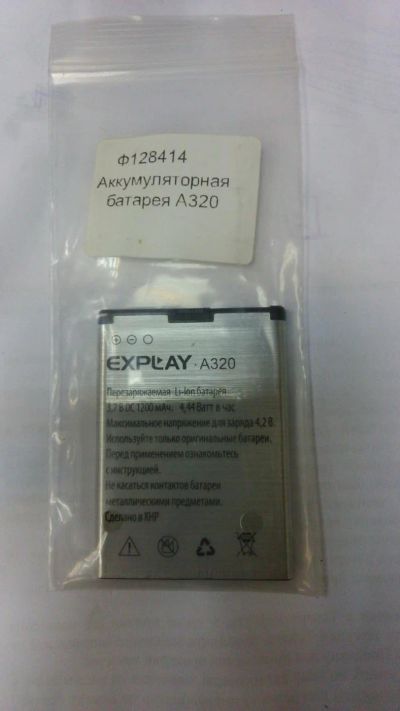 Ф128414
Аккумуляторная
батарея А320
EXPLAY · A320
Перезаряжаемая Li-Ion батарея
3,7 В DC 1200 мАч. 4,44 Ватт в час
Максимальное напряжение для заряда 4,2 В.
Используйте только оригинальные батареи.
Перед применением ознакомьтесь
с инструкцией.
Не касаться контактов батареи
металлическими предметами.
Сделано в КНР